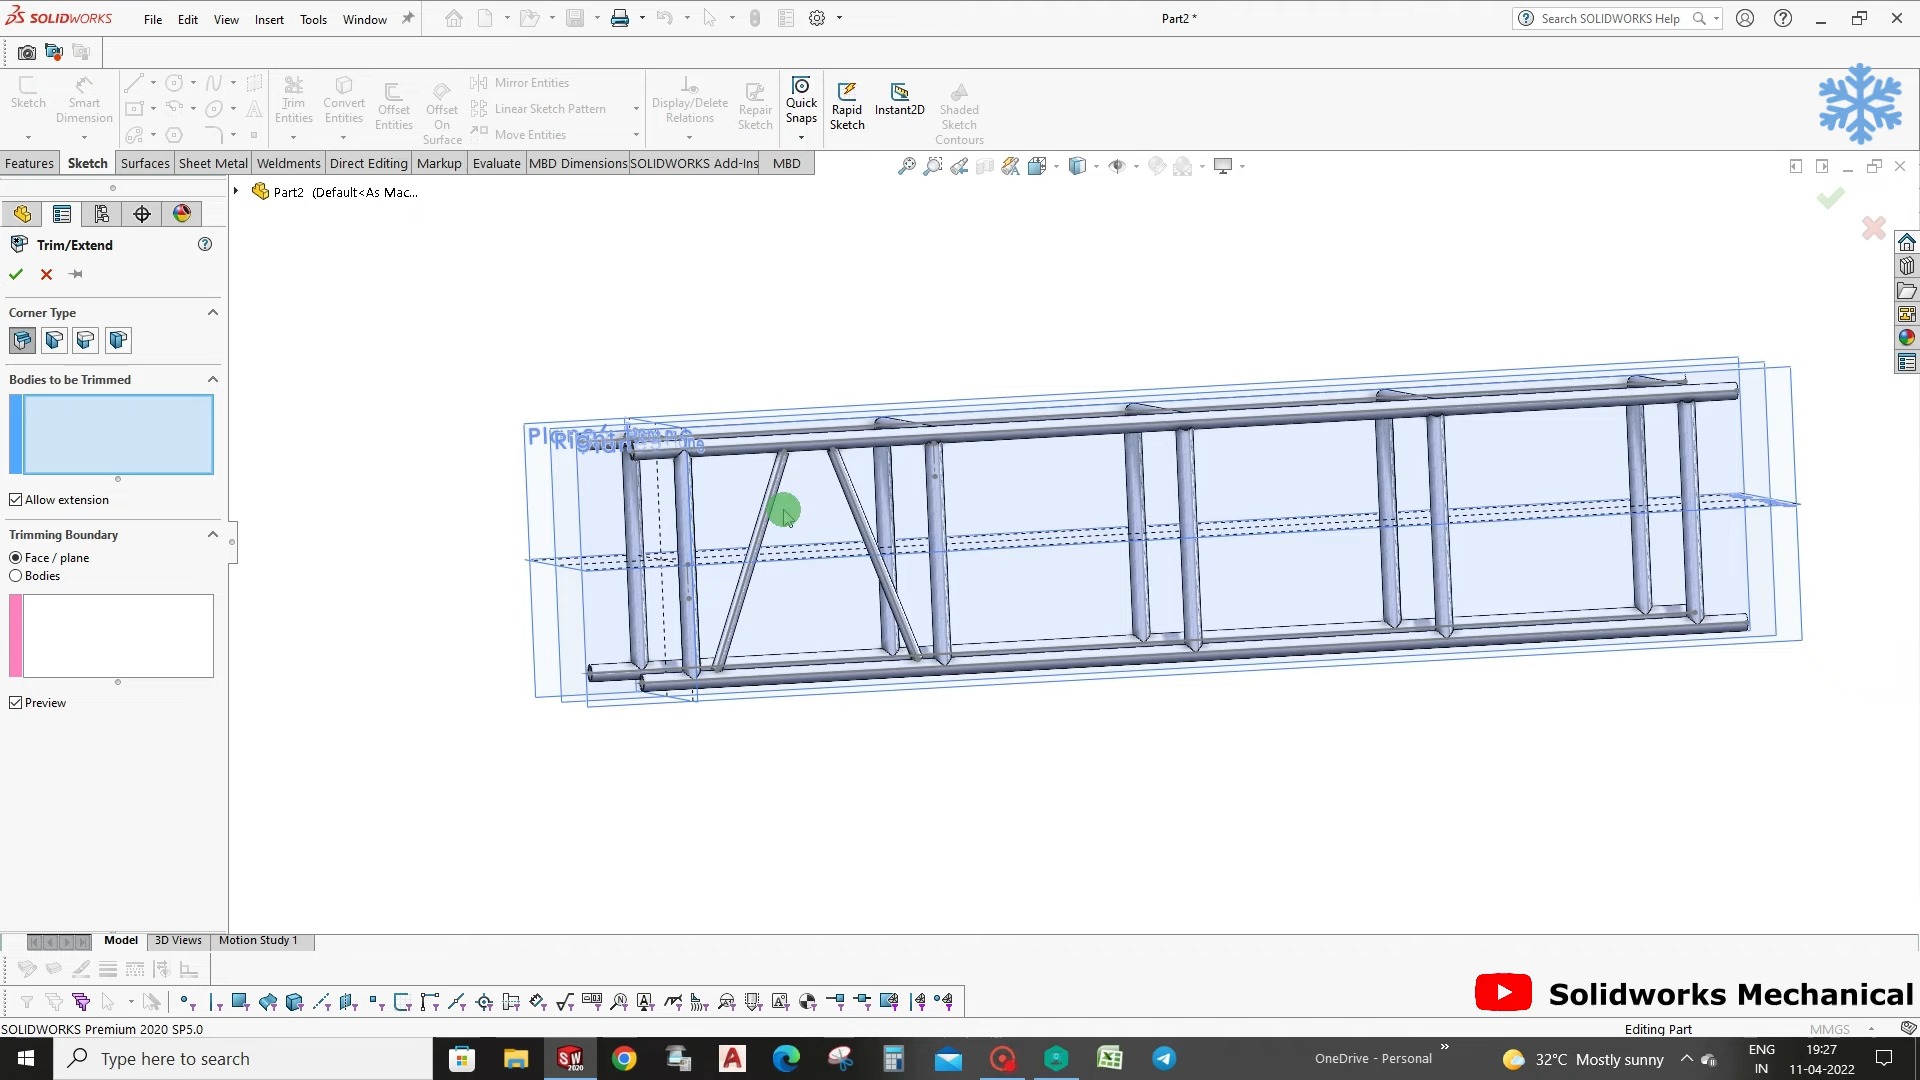 SOLIDWORKS File Edit View Insert Tools Window Part2 * Search SOLIDWORKS Help
Sketch Smart Dimension Trim Entities Convert Entities Offset Entities Offset On Surface Mirror Entities Linear Sketch Pattern Move Entities Display/Delete Relations Repair Sketch Quick Snaps Rapid Sketch Instant2D Shaded Sketch Contours
Features Sketch Surfaces Sheet Metal Weldments Direct Editing Markup Evaluate MBD Dimensions SOLIDWORKS Add-Ins MBD
Part2 (Default<As Mac...
Trim/Extend
Corner Type
Bodies to be Trimmed
Allow extension
Trimming Boundary
Face / plane
Bodies
Preview
Model 3D Views Motion Study 1
Solidworks Mechanical
SOLIDWORKS Premium 2020 SP5.0 Editing Part MMGS
Type here to search SW 2020 OneDrive - Personal 32°C Mostly sunny ENG IN 19:27 11-04-2022